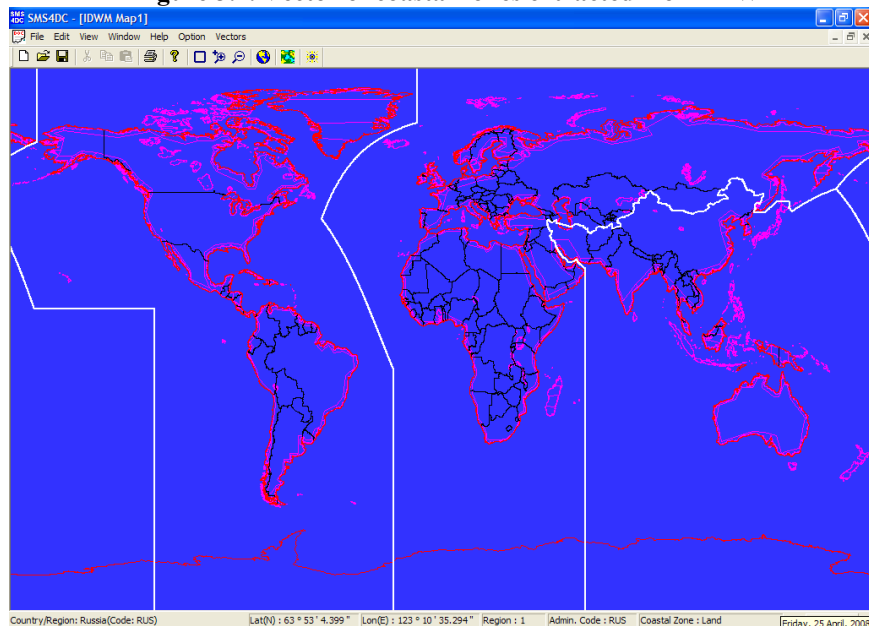 SMS4DC - [IDWM Map1]
File Edit View Window Help Option Vectors
Country/Region: Russia(Code: RUS) Lat(N) : 63 ° 53 ' 4.399 " Lon(E) : 123 ° 10 ' 35.294 " Region : 1 Admin. Code : RUS Coastal Zone : Land Friday, 25 April, 2008